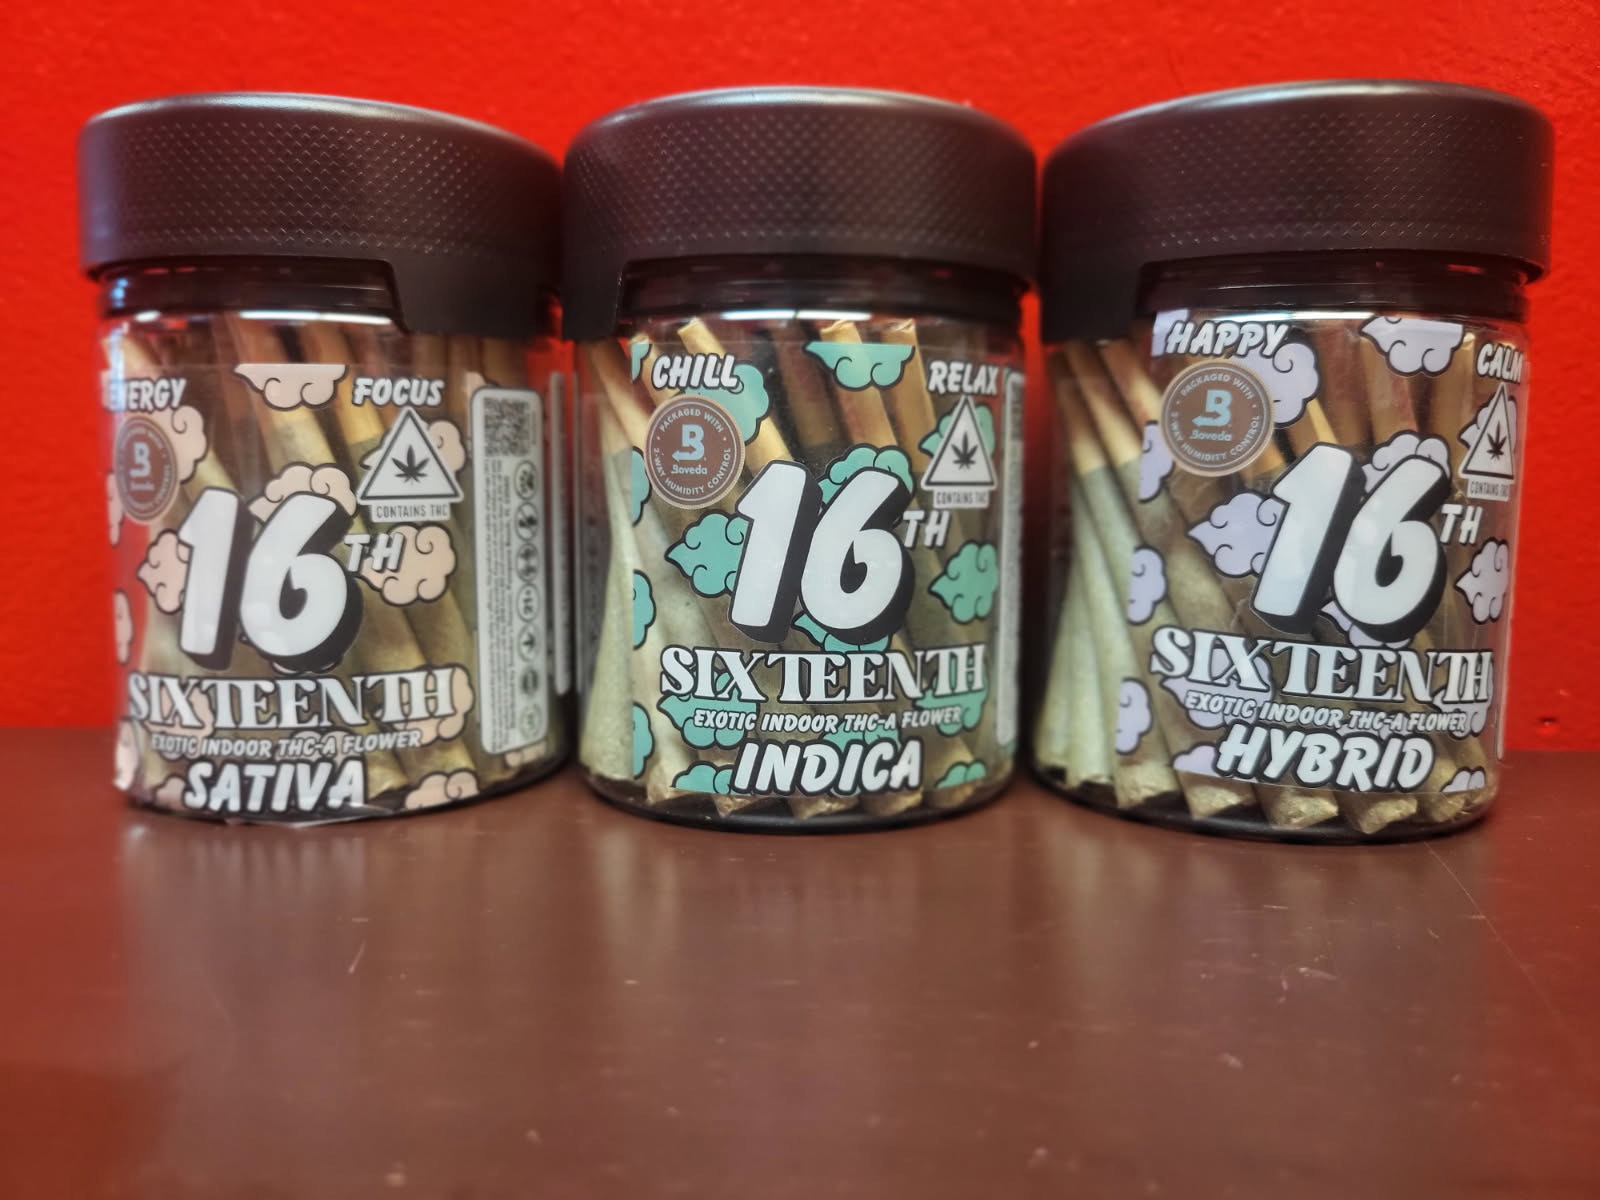 ENERGY
FOCUS
CONTAINS THC
16TH
SIXTEENTH
EXOTIC INDOOR THC-A FLOWER
SATIVA
CHILL
RELAX
PACKAGED WITH
B
Boveda
2-WAY HUMIDITY CONTROL
CONTAINS THC
16TH
SIXTEENTH
EXOTIC INDOOR THC-A FLOWER
INDICA
HAPPY
CALM
PACKAGED WITH
B
Boveda
2-WAY HUMIDITY CONTROL
CONTAINS THC
16TH
SIXTEENTH
EXOTIC INDOOR THC-A FLOWER
HYBRID